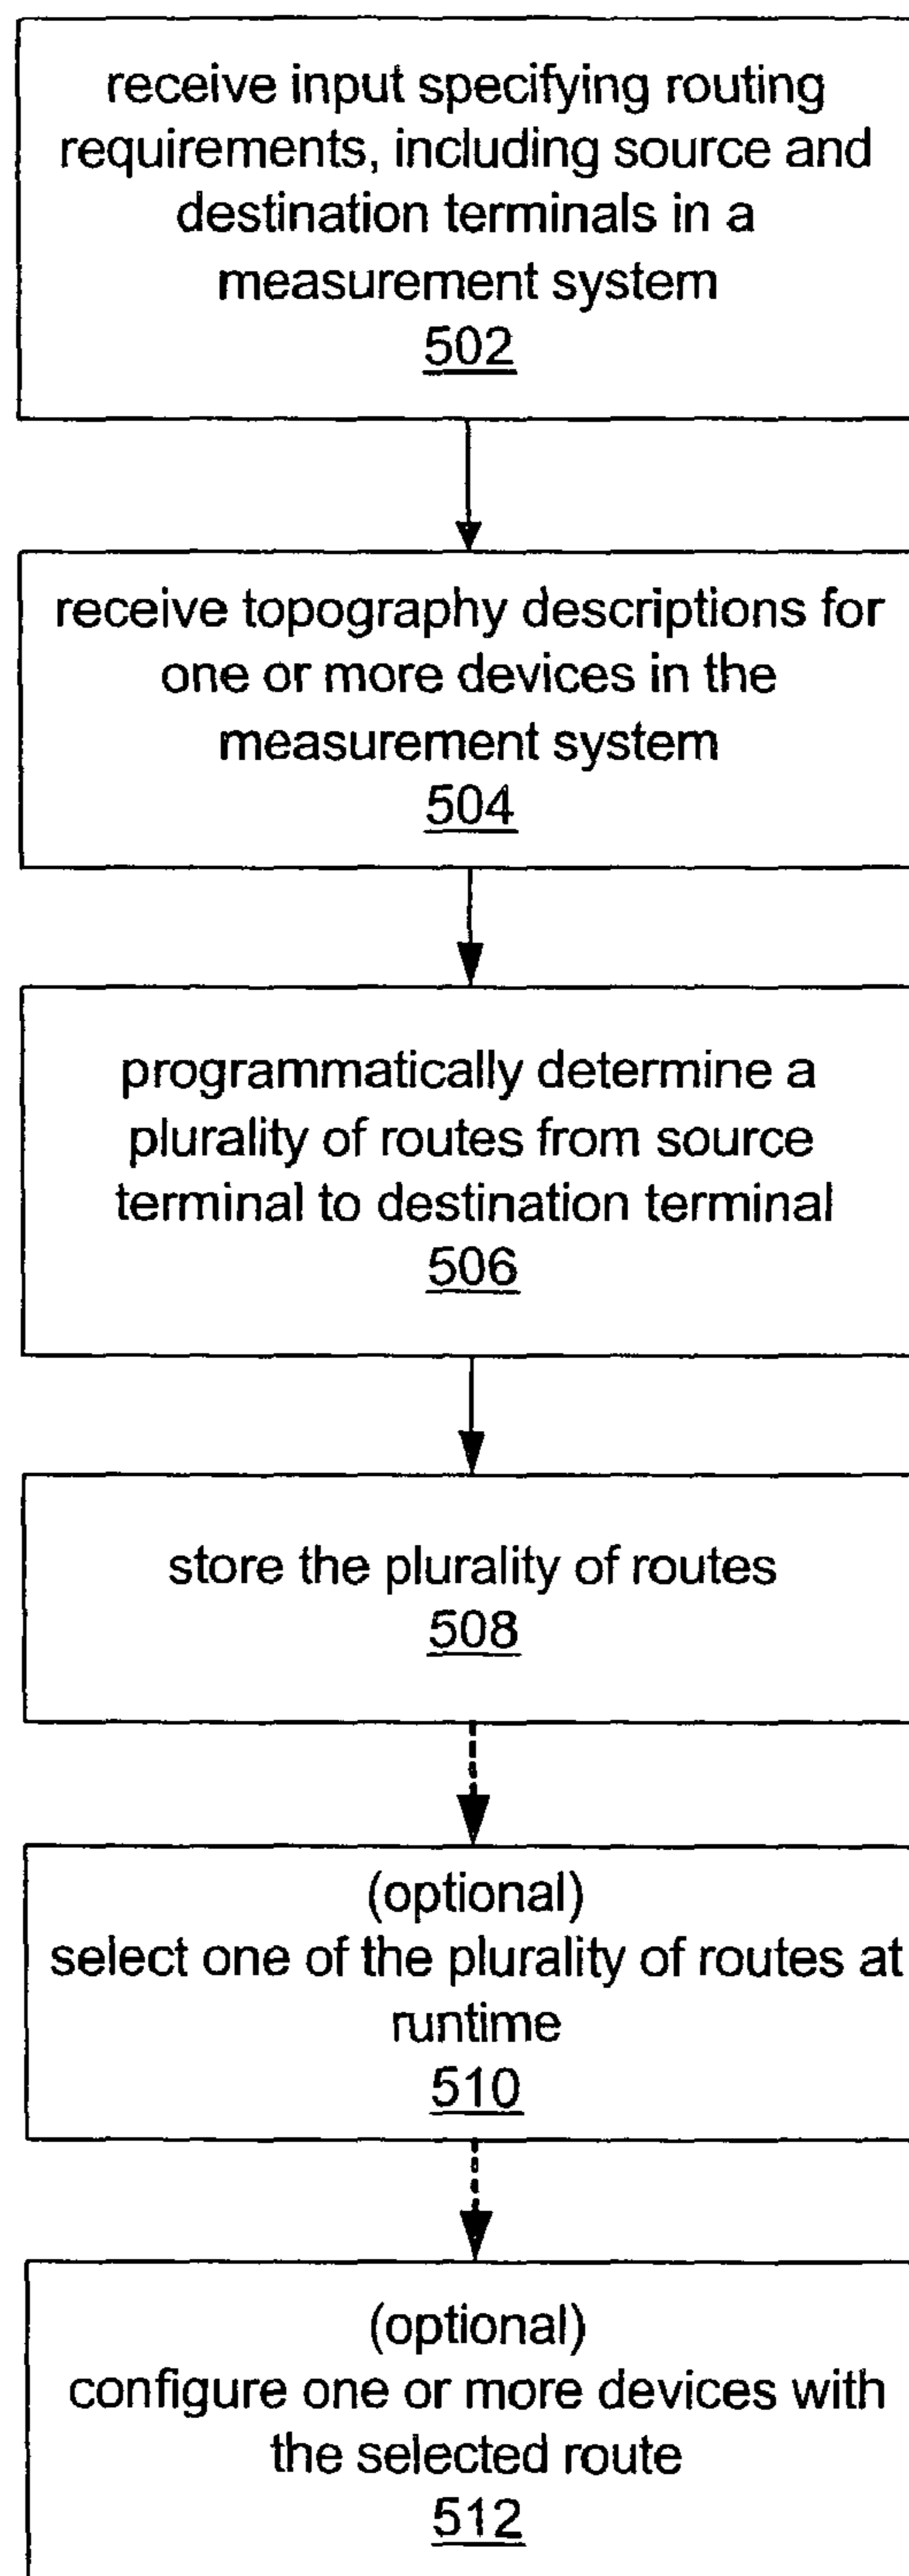 receive input specifying routing
requirements, including source and
destination terminals in a
measurement system
502
receive topography descriptions for
one or more devices in the
measurement system
504
programmatically determine a
plurality of routes from source
terminal to destination terminal
506
store the plurality of routes
508
(optional)
select one of the plurality of routes at
runtime
510
(optional)
configure one or more devices with
the selected route
512